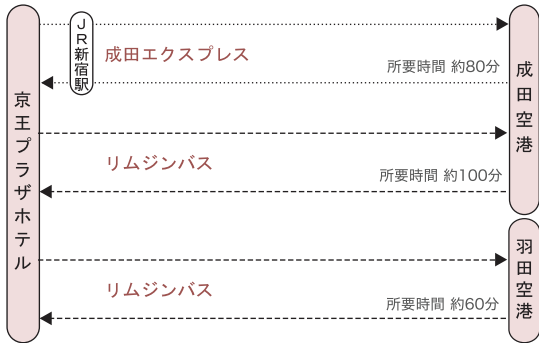 京王プラザホテル
JR新宿駅
成田エクスプレス
所要時間 約80分
リムジンバス
所要時間 約100分
成田空港
リムジンバス
所要時間 約60分
羽田空港